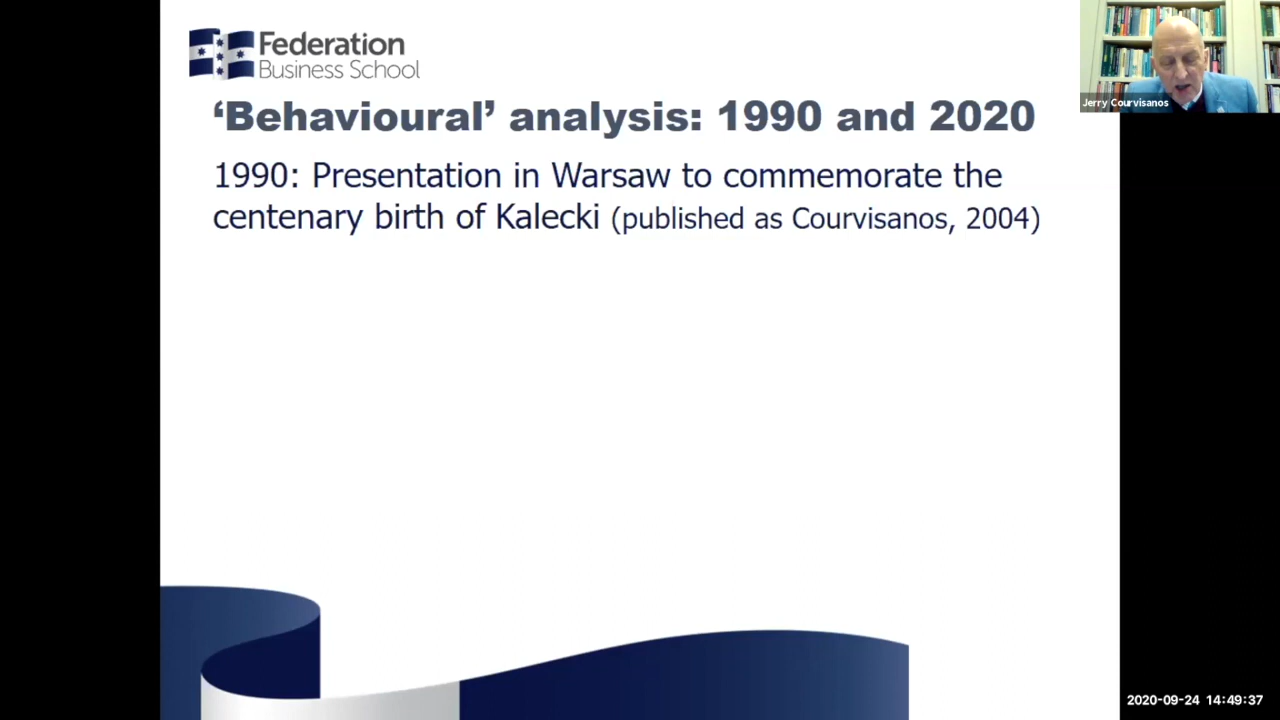 Federation
Business School
‘Behavioural’ analysis: 1990 and 2020
1990: Presentation in Warsaw to commemorate the
centenary birth of Kalecki (published as Courvisanos, 2004)
Jerry Courvisanos
2020-09-24 14:49:37